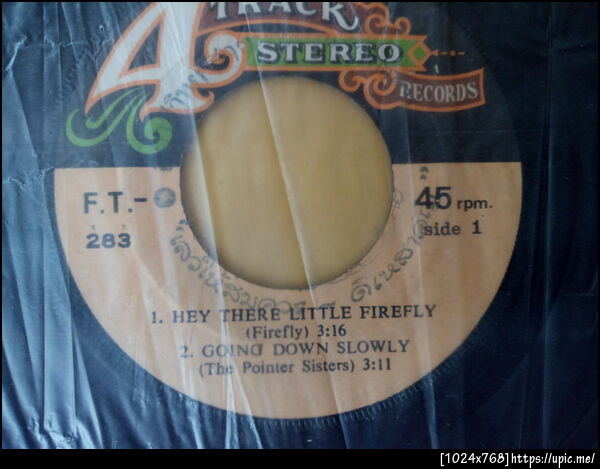 4 TRACK
STEREO
RECORDS
F.T.-
283
45 rpm.
side 1
1. HEY THERE LITTLE FIREFLY
(Firefly) 3:16
2. GOING DOWN SLOWLY
(The Pointer Sisters) 3:11
[1024x768]https://upic.me/